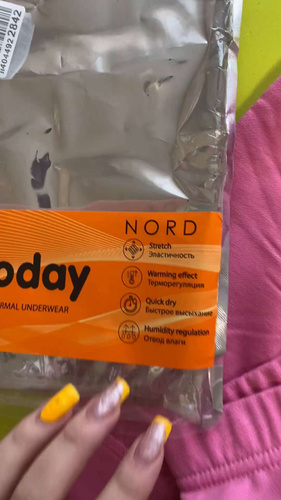 4044922842
NORD
Stretch
Эластичность
oday
Warming effect
Терморегуляция
RMAL UNDERWEAR
Quick dry
Быстрое высыхание
Humidity regulation
Отвод влаги